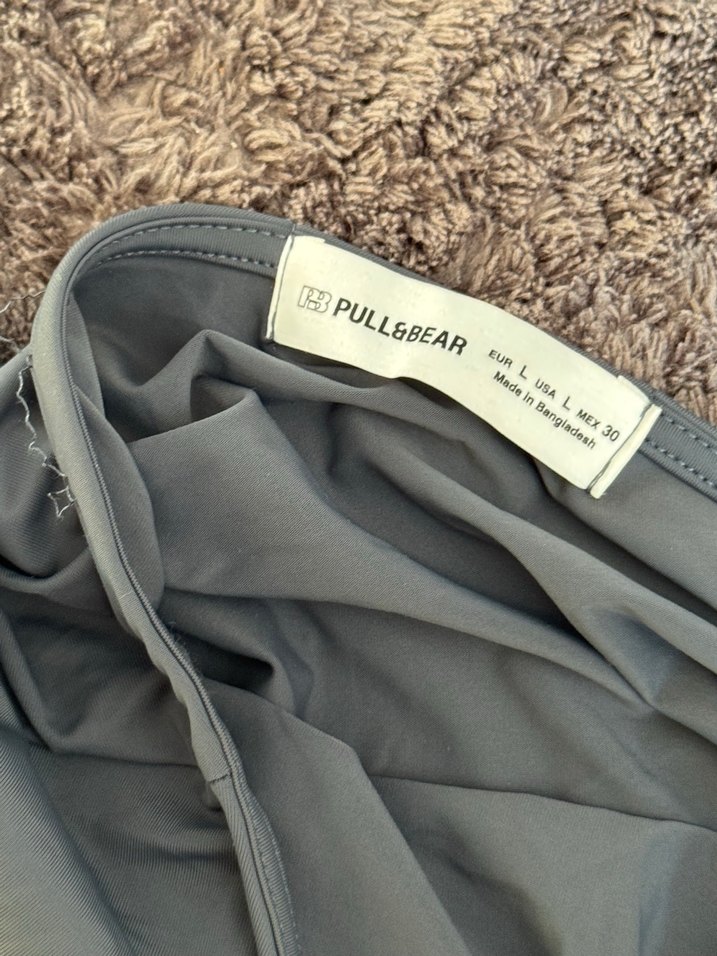 PB PULL&BEAR
EUR L USA L MEX 30
Made in Bangladesh